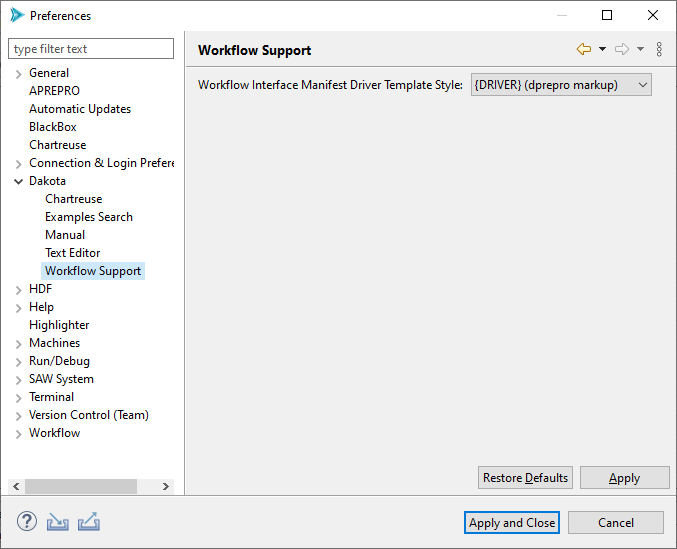 Preferences
type filter text
General
APREPRO
Automatic Updates
BlackBox
Chartreuse
Connection & Login Prefere
Dakota
Chartreuse
Examples Search
Manual
Text Editor
Workflow Support
HDF
Help
Highlighter
Machines
Run/Debug
SAW System
Terminal
Version Control (Team)
Workflow
Workflow Support
Workflow Interface Manifest Driver Template Style: {DRIVER} (dprepro markup)
Restore Defaults Apply
? Apply and Close Cancel